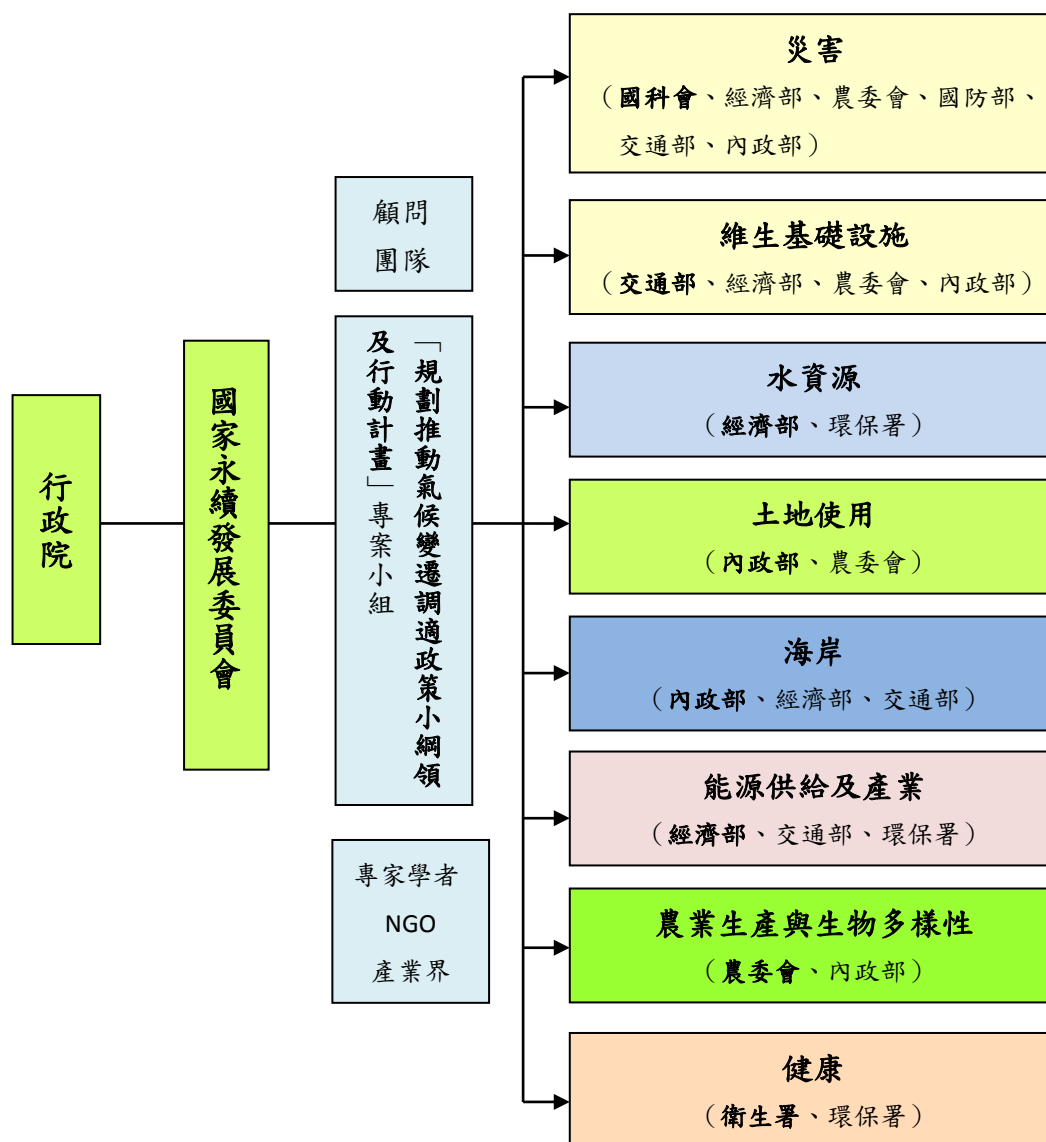 行政院
國家永續發展委員會
顧問
團隊
「規劃推動氣候變遷調適政策小綱領
及行動計畫」專案小組
專家學者
NGO
產業界
災害
（國科會、經濟部、農委會、國防部、
交通部、內政部）
維生基礎設施
（交通部、經濟部、農委會、內政部）
水資源
（經濟部、環保署）
土地使用
（內政部、農委會）
海岸
（內政部、經濟部、交通部）
能源供給及產業
（經濟部、交通部、環保署）
農業生產與生物多樣性
（農委會、內政部）
健康
（衛生署、環保署）